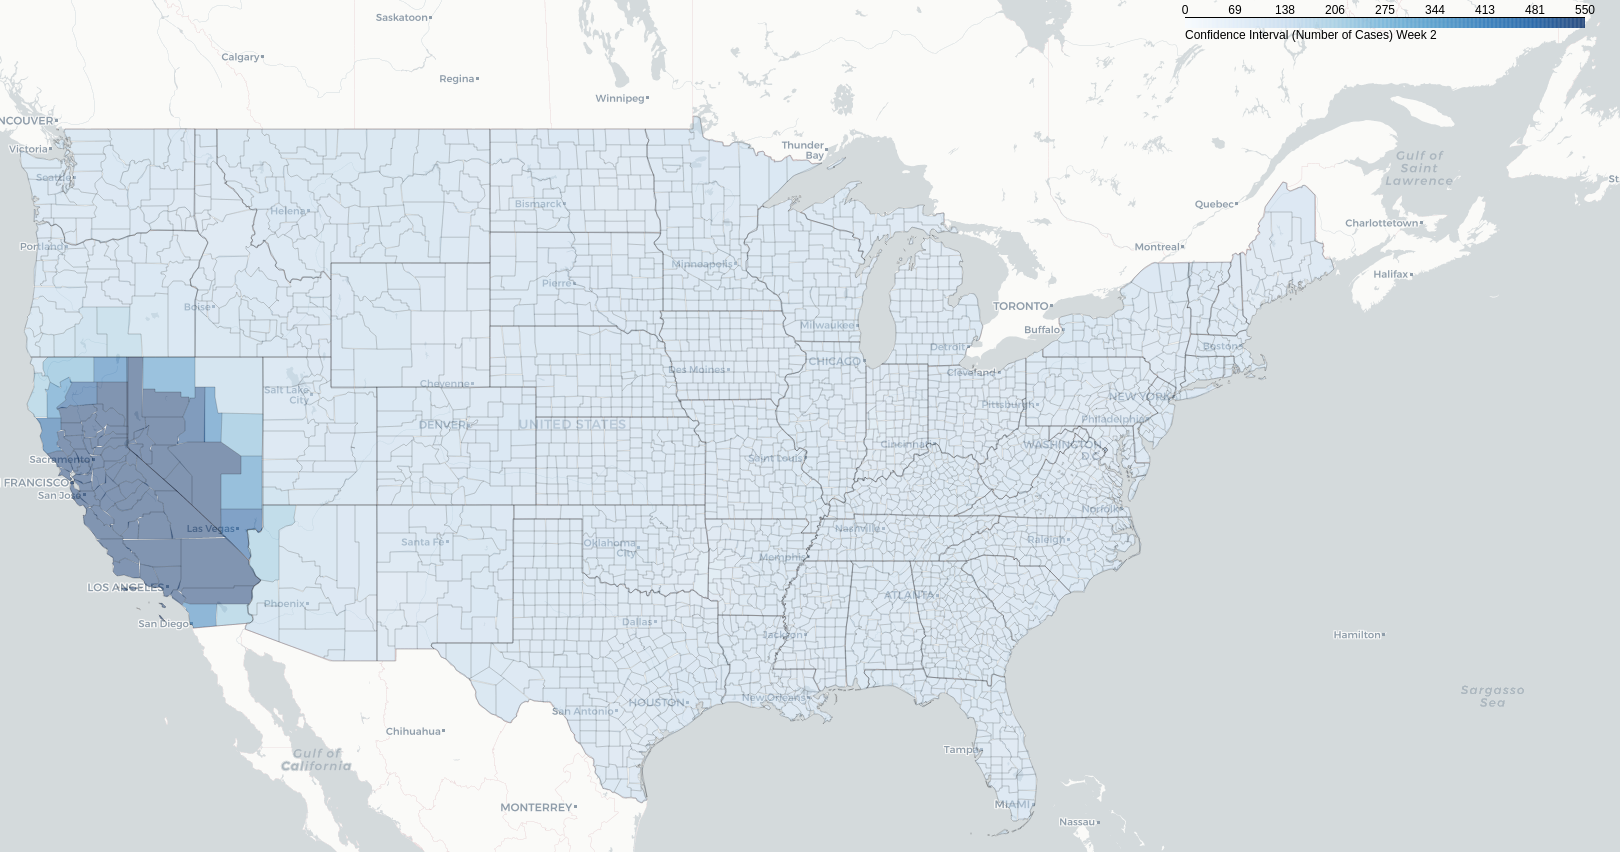 0 69 138 206 275 344 413 481 550
Confidence Interval (Number of Cases) Week 2
Saskatoon
Calgary
Regina
Winnipeg
NCOUVER
Victoria
Thunder
Bay
Gulf of
Saint
Lawrence
St
Seattle
Helena
Bismarck
Quebec
Charlottetown
Portland
Montreal
Minneapolis
Halifax
Pierre
Boise
TORONTO
Milwaukee
Buffalo
Detroit
Boston
CHICAGO
Des Moines
Cleveland
Cheyenne
Salt Lake
City
NEW YORK
Pittsburgh
Philadelphia
DENVER
UNITED STATES
Cincinnati
WASHINGTON
D.C.
Saint Louis
Sacramento
FRANCISCO
San Jose
Norfolk
Las Vegas
Nashville
Raleigh
Santa Fe
Oklahoma
City
Memphis
LOS ANGELES
ATLANTA
Phoenix
San Diego
Dallas
Jackson
Hamilton
Sargasso
Sea
New Orleans
HOUSTON
San Antonio
Chihuahua
Tampa
Gulf of
California
MONTERREY
MIAMI
Nassau